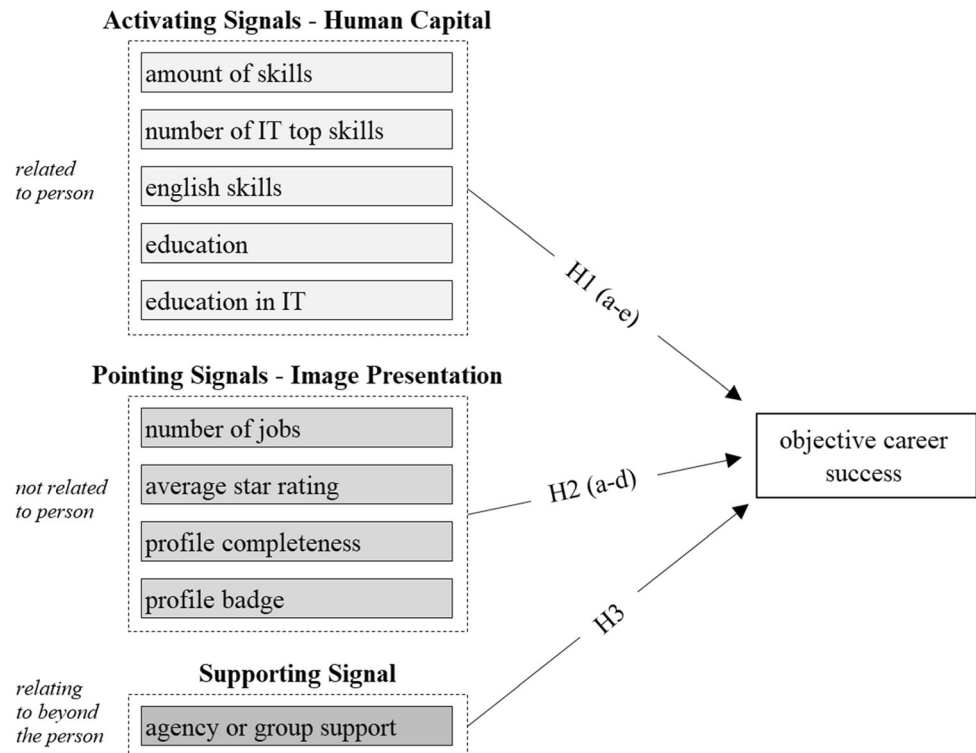 Activating Signals - Human Capital
amount of skills
number of IT top skills
related
to person
english skills
education
education in IT
H1 (a-e)
Pointing Signals - Image Presentation
number of jobs
average star rating
not related
to person
profile completeness
profile badge
H2 (a-d)
objective career
success
Supporting Signal
relating
to beyond
the person
agency or group support
H3